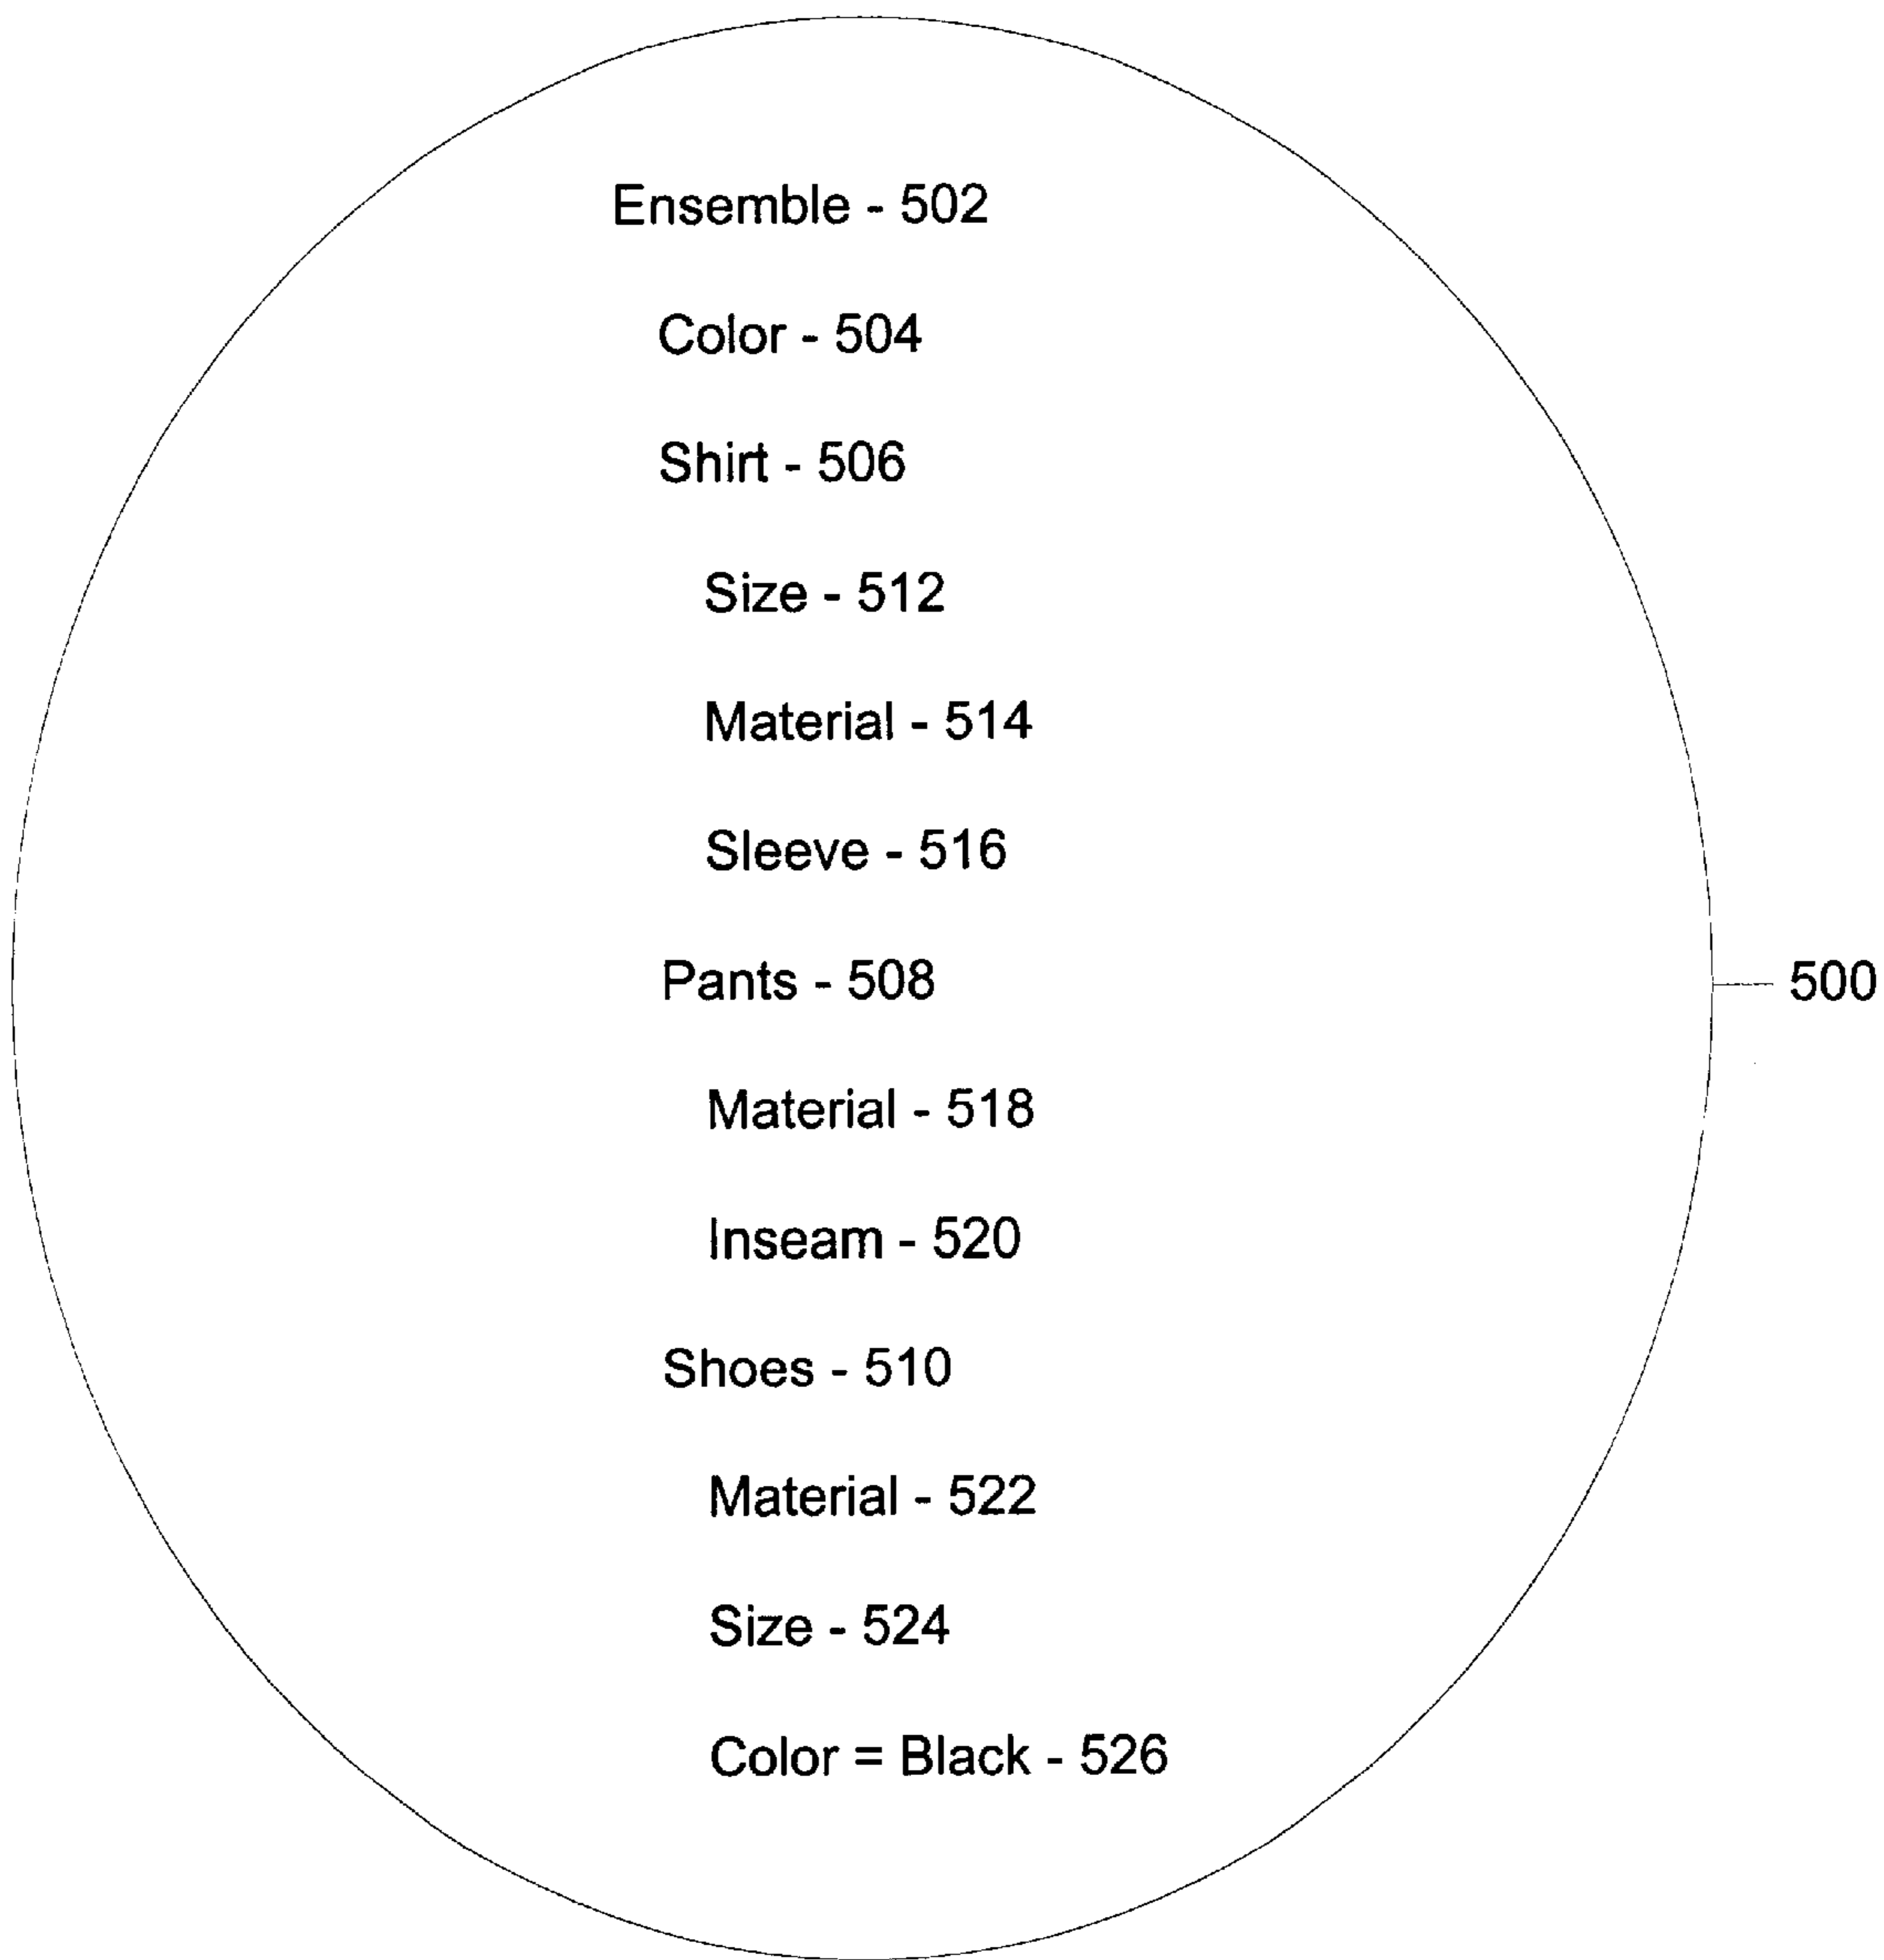 Ensemble - 502
Color - 504
Shirt - 506
Size - 512
Material - 514
Sleeve - 516
Pants - 508
500
Material - 518
Inseam - 520
Shoes - 510
Material - 522
Size - 524
Color = Black - 526